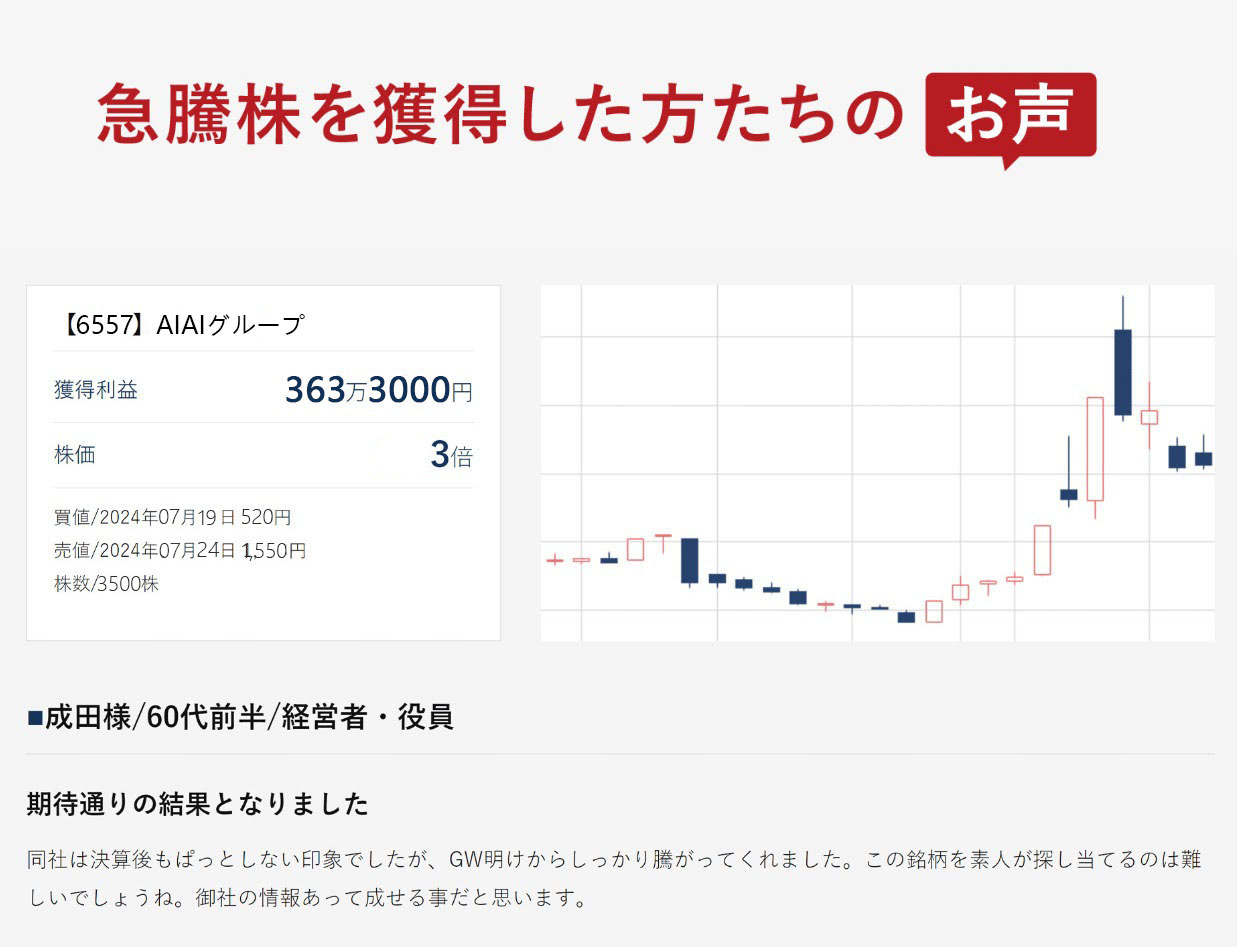 急騰株を獲得した方たちの お声
【6557】AIAIグループ
獲得利益 363万3000円
株価 3倍
買値/2024年07月19日 520円
売値/2024年07月24日 1,550円
株数/3500株
■成田様/60代前半/経営者・役員
期待通りの結果となりました
同社は決算後もぱっとしない印象でしたが、GW明けからしっかり騰がってくれました。この銘柄を素人が探し当てるのは難
しいでしょうね。御社の情報あって成せる事だと思います。